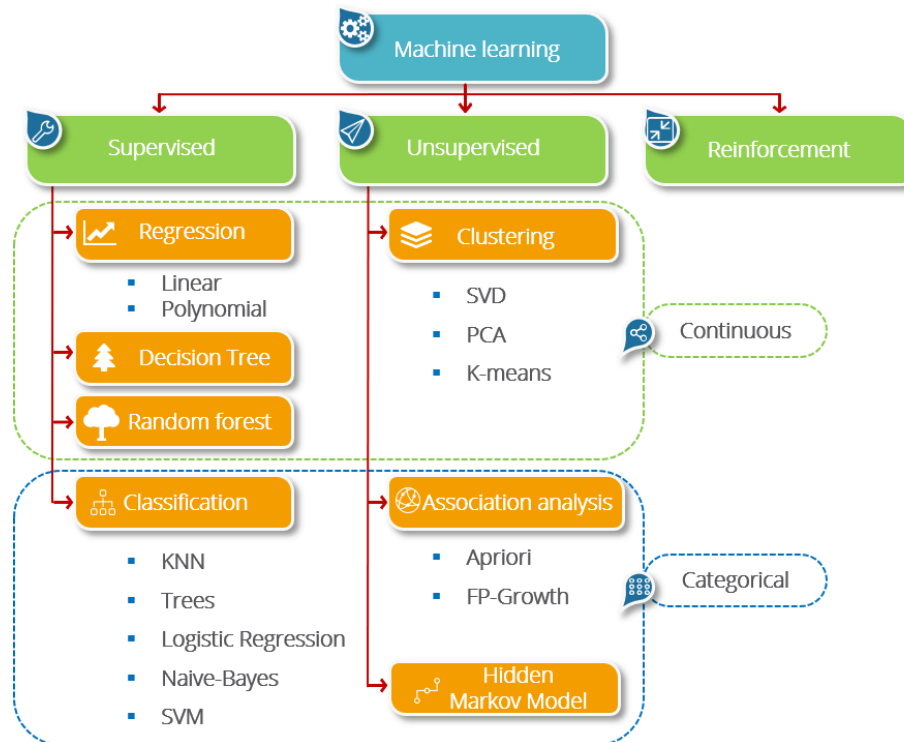 Machine learning
Supervised
Unsupervised
Reinforcement
Regression
Linear
Polynomial
Decision Tree
Random forest
Clustering
SVD
PCA
K-means
Continuous
Classification
KNN
Trees
Logistic Regression
Naive-Bayes
SVM
Association analysis
Apriori
FP-Growth
Hidden
Markov Model
Categorical